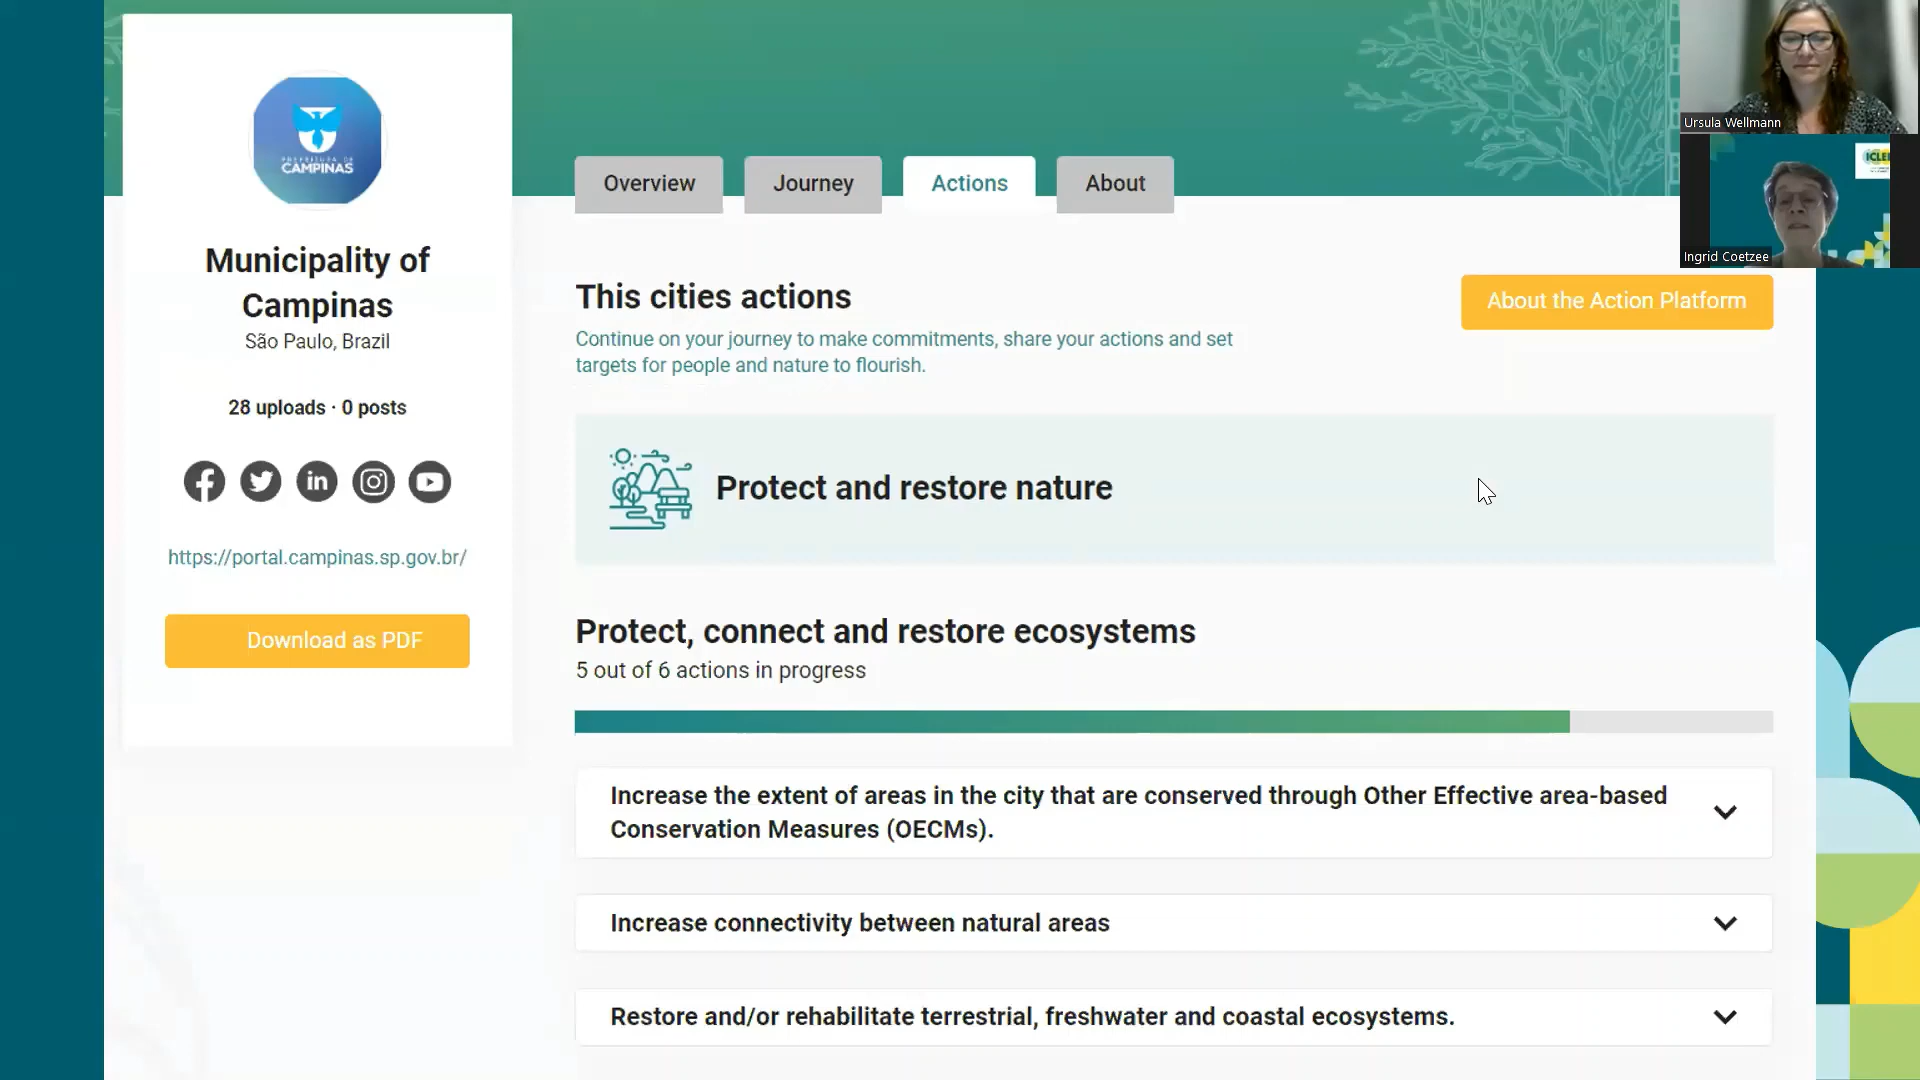 PREFEITURA DE
CAMPINAS
Municipality of
Campinas
São Paulo, Brazil
28 uploads · 0 posts
https://portal.campinas.sp.gov.br/
Download as PDF
Overview
Journey
Actions
About
This cities actions
Continue on your journey to make commitments, share your actions and set
targets for people and nature to flourish.
About the Action Platform
Protect and restore nature
Protect, connect and restore ecosystems
5 out of 6 actions in progress
Increase the extent of areas in the city that are conserved through Other Effective area-based
Conservation Measures (OECMs).
Increase connectivity between natural areas
Restore and/or rehabilitate terrestrial, freshwater and coastal ecosystems.
Ursula Wellmann
ICLEI
Ingrid Coetzee